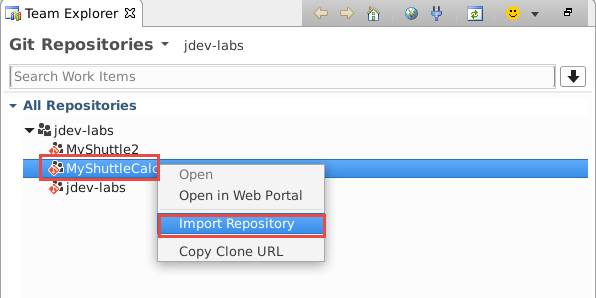 Team Explorer
Git Repositories jdev-labs
Search Work Items
All Repositories
jdev-labs
MyShuttle2
MyShuttleCalc
Open
jdev-labs
Open in Web Portal
Import Repository
Copy Clone URL